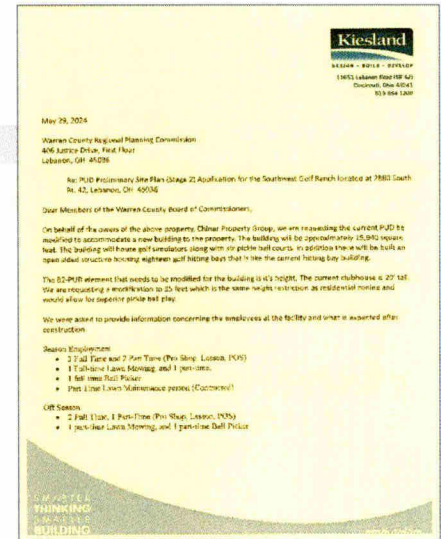 Kiesland
DESIGN • BUILD • DEVELOP
Cincinnati, Ohio 45241
May 29, 2024
Warren County Regional Planning Commission
406 Justice Drive, First Floor
Lebanon, OH 45036
Re: PUD Preliminary Site Plan (Stage 2) Application for the Southwest Golf Ranch located at 2880 South
Rt. 42, Lebanon, OH 45036
Dear Members of the Warren County Board of Commissioners,
On behalf of the owners of the above property, Chiner Property Group, we are requesting the current PUD be
modified to accommodate a new building to the property. The building will be approximately 15,940 square
feet. The building will house golf simulators along with six pickle ball courts. In addition there will be built an
open sided structure housing eighteen golf hitting bays that is like the current hitting bay building.
The B2-PUD element that needs to be modified for the building is it's height. The current clubhouse is 20' tall.
We are requesting a modification to 35 feet which is the same height restriction as residential zoning and
would allow for superior pickle ball play.
We were asked to provide information concerning the employees at the facility and what is expected after
construction.
Season Employment
• 2 Full Time and 2 Part Time (Pro Shop, Lesson, POS)
• 1 Full-time Lawn Mowing, and 1 part-time.
• 1 full time Ball Picker
• Part Time Lawn Maintenance person (Contracted)
Off Season
• 2 Full Time, 1 Part-Time (Pro Shop, Lesson, POS)
• 1 part-time Lawn Mowing, and 1 part-time Ball Picker
SMARTER
THINKING
SMARTER
BUILDING